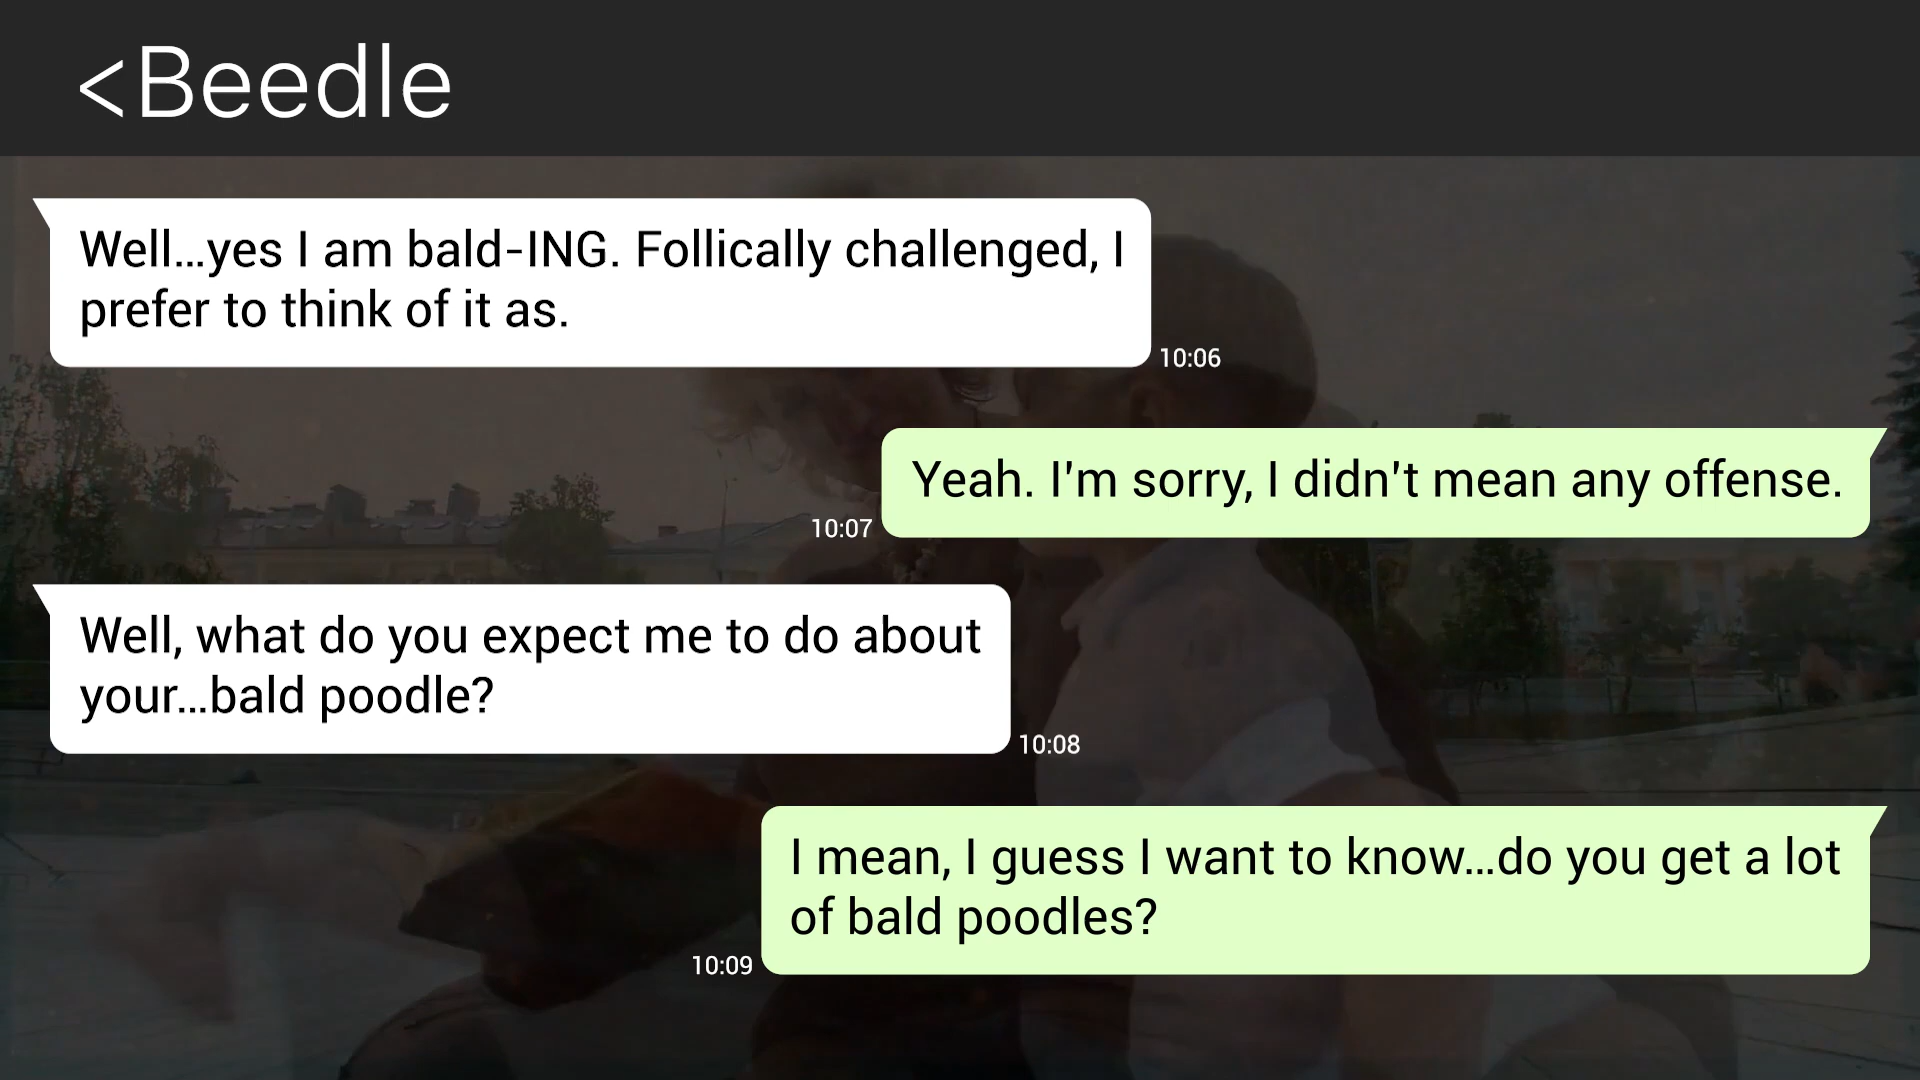 <Beedle
Well...yes I am bald-ING. Follically challenged, I
prefer to think of it as.
10:06
Yeah. I'm sorry, I didn't mean any offense.
10:07
Well, what do you expect me to do about
your...bald poodle?
10:08
I mean, I guess I want to know...do you get a lot
of bald poodles?
10:09